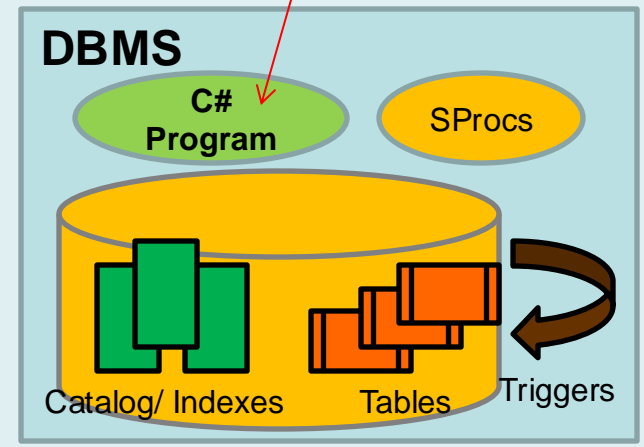 DBMS
C#
Program
SProcs
Catalog/ Indexes
Tables
Triggers